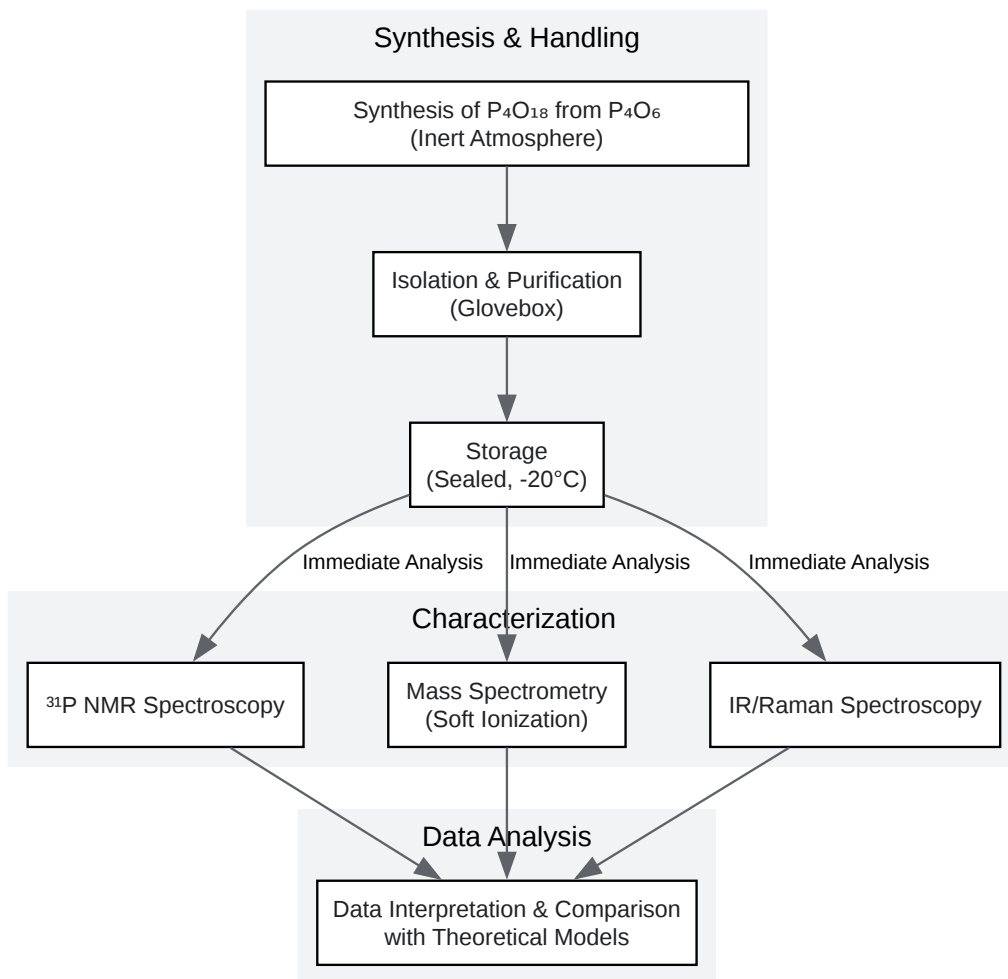 Synthesis & Handling
Synthesis of P₄O₁₈ from P₄O₆
(Inert Atmosphere)
Isolation & Purification
(Glovebox)
Storage
(Sealed, -20°C)
Immediate Analysis
Immediate Analysis
Immediate Analysis
Characterization
³¹P NMR Spectroscopy
Mass Spectrometry
(Soft Ionization)
IR/Raman Spectroscopy
Data Analysis
Data Interpretation & Comparison
with Theoretical Models